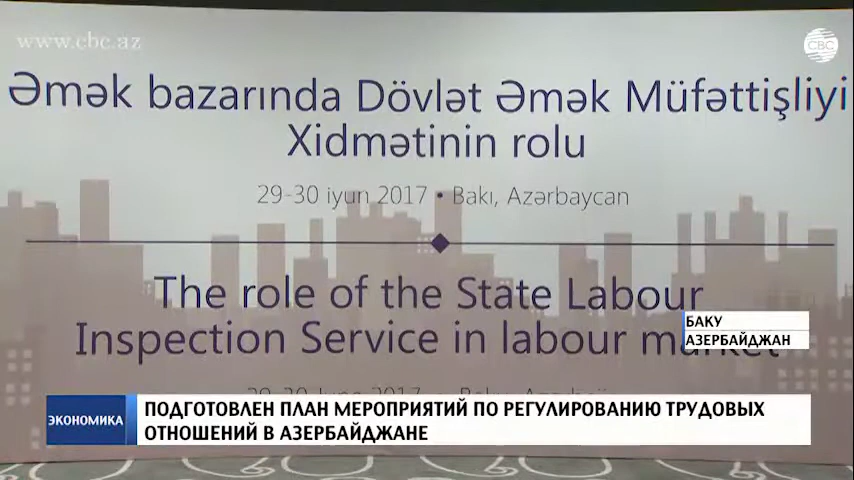 www.cbc.az
CBC
Əmək bazarında Dövlət Əmək Müfəttişliyi
Xidmətinin rolu
29-30 iyun 2017 • Bakı, Azərbaycan
The role of the State Labour
Inspection Service in labour market
БАКУ
АЗЕРБАЙДЖАН
ЭКОНОМИКА
ПОДГОТОВЛЕН ПЛАН МЕРОПРИЯТИЙ ПО РЕГУЛИРОВАНИЮ ТРУДОВЫХ
ОТНОШЕНИЙ В АЗЕРБАЙДЖАНЕ